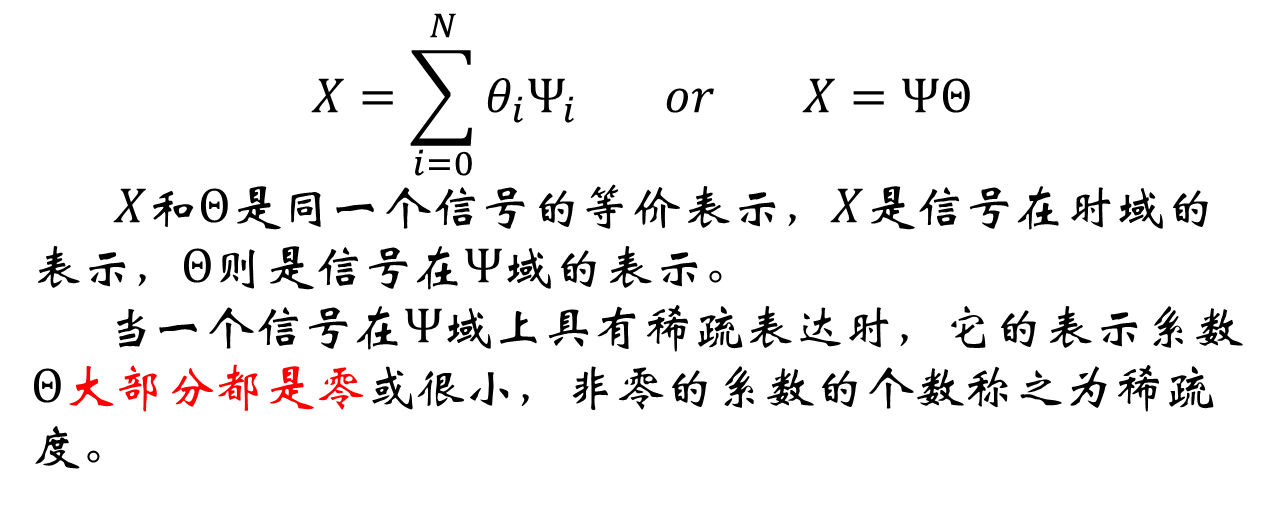 X = \sum_{i=0}^{N} θ_iΨ_i or X = ΨΘ
X和Θ是同一个信号的等价表示，X是信号在时域的
表示，Θ则是信号在Ψ域的表示。
当一个信号在Ψ域上具有稀疏表达时，它的表示系数
Θ大部分都是零或很小，非零的系数的个数称之为稀疏
度。